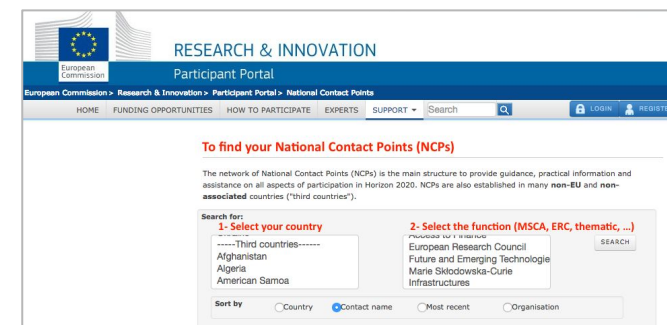 European
Commission
RESEARCH & INNOVATION
Participant Portal
European Commission > Research & Innovation > Participant Portal > National Contact Points
HOME FUNDING OPPORTUNITIES HOW TO PARTICIPATE EXPERTS SUPPORT Search LOGIN REGISTE
To find your National Contact Points (NCPs)
The network of National Contact Points (NCPs) is the main structure to provide guidance, practical information and
assistance on all aspects of participation in Horizon 2020. NCPs are also established in many non-EU and non-
associated countries ("third countries").
Search for:
1- Select your country 2- Select the function (MSCA, ERC, thematic, ...)
-----Third countries------
Afghanistan
Algeria
American Samoa
Access to Finance
European Research Council
Future and Emerging Technologie
Marie Skłodowska-Curie
Infrastructures
SEARCH
Sort by Country Contact name Most recent Organisation